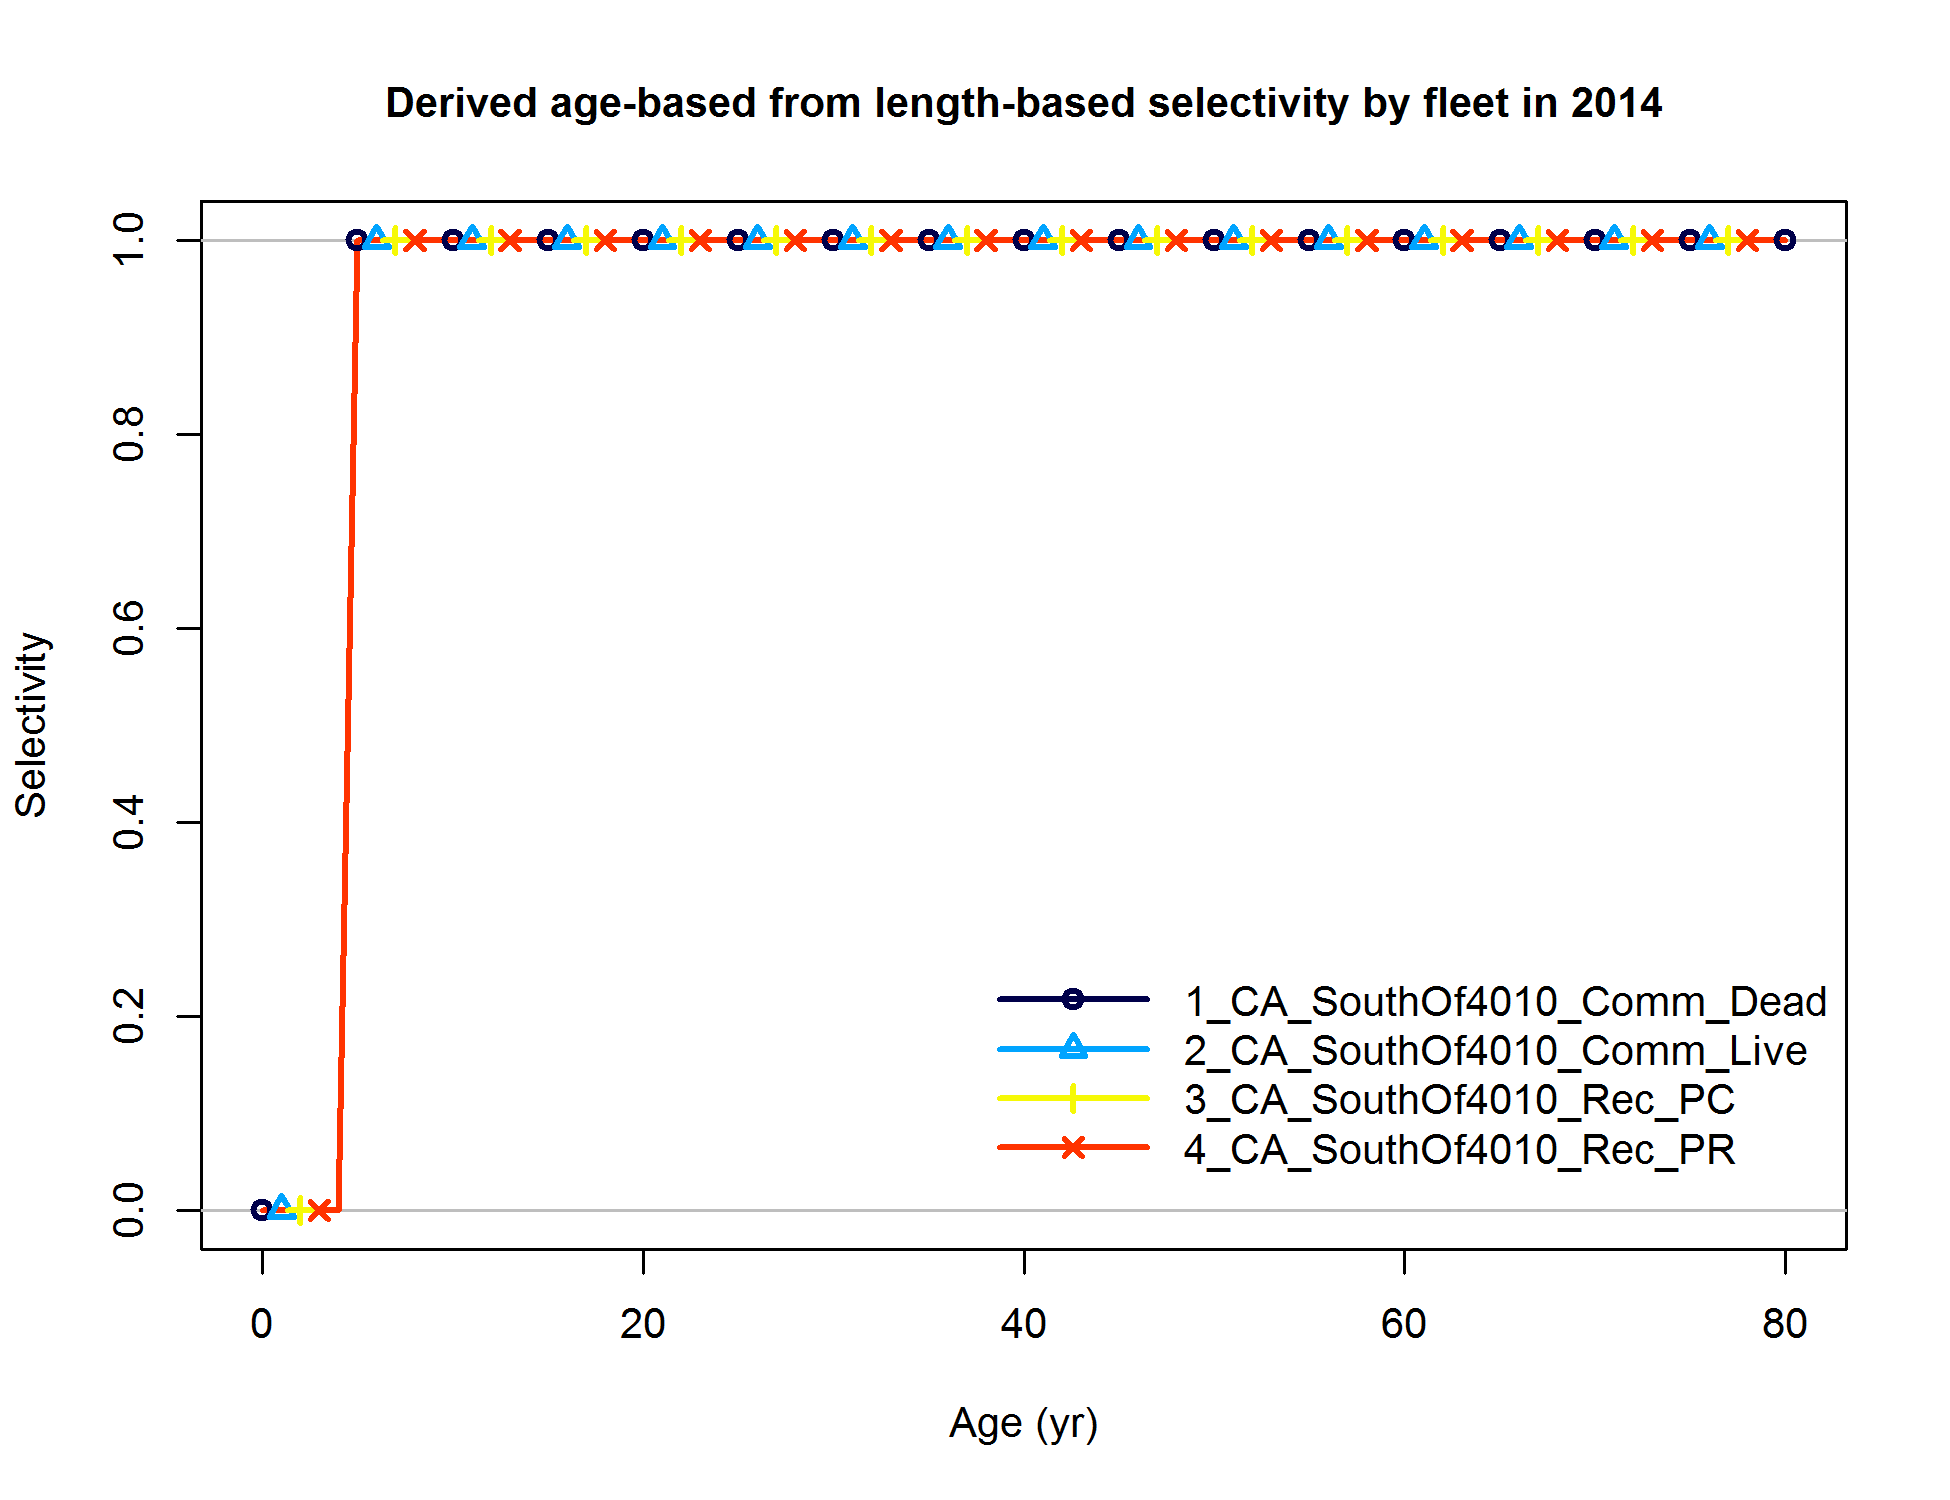 Derived age-based from length-based selectivity by fleet in 2014
1.0
0.8
0.6
0.4
0.2
0.0
Selectivity
1_CA_SouthOf4010_Comm_Dead
2_CA_SouthOf4010_Comm_Live
3_CA_SouthOf4010_Rec_PC
4_CA_SouthOf4010_Rec_PR
0 20 40 60 80
Age (yr)